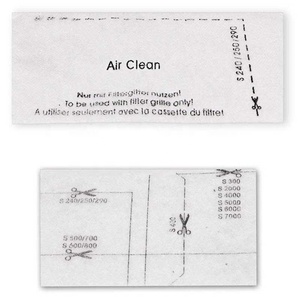 S 240/250/290
Air Clean
Nur mit Filtergitter nutzen!
To be used with filter grille only!
A utiliser seulement avec la cassette du filtre!
S 240/250/290
S 500/700
S 500/600
S 400
S 300
S 2000
S 4000
S 5000
S 6000
S 7000